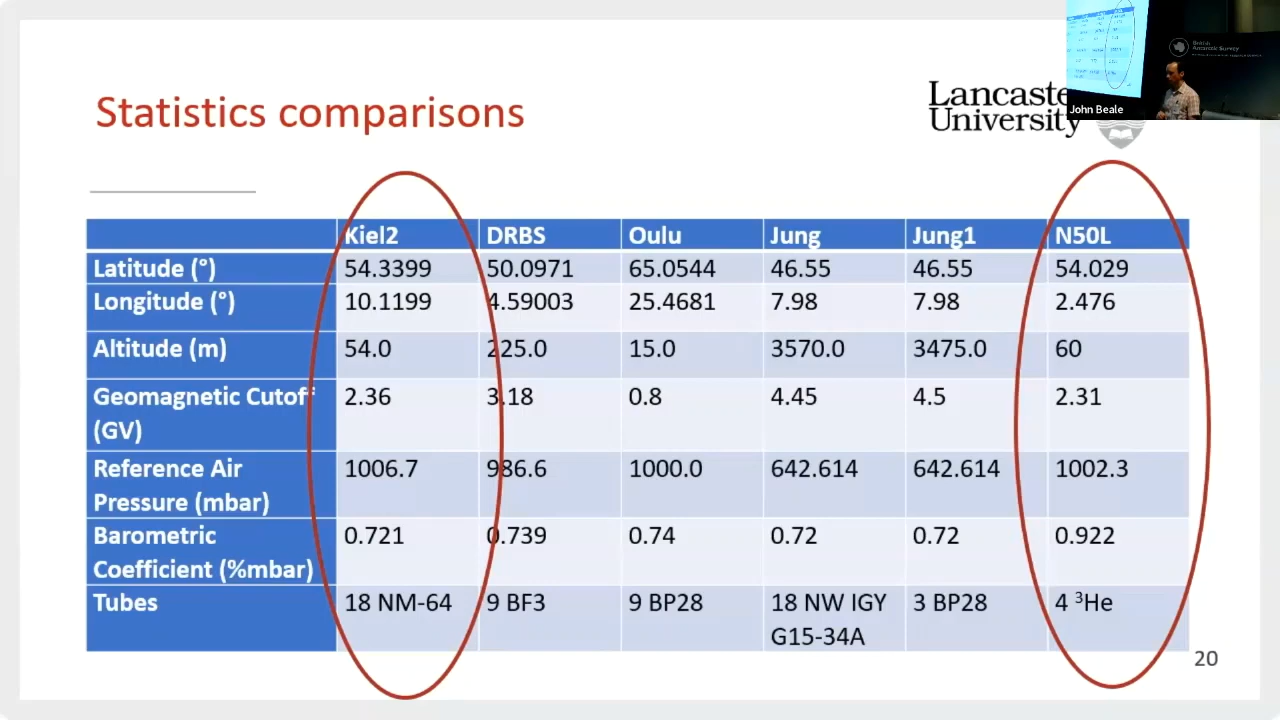 Statistics comparisons
Lancaste
University
British
Antarctic Survey
John Beale
Kiel2 DRBS Oulu Jung Jung1 N50L
Latitude (°) 54.3399 50.0971 65.0544 46.55 46.55 54.029
Longitude (°) 10.1199 4.59003 25.4681 7.98 7.98 2.476
Altitude (m) 54.0 225.0 15.0 3570.0 3475.0 60
Geomagnetic Cutoff 2.36 3.18 0.8 4.45 4.5 2.31
(GV)
Reference Air 1006.7 986.6 1000.0 642.614 642.614 1002.3
Pressure (mbar)
Barometric 0.721 0.739 0.74 0.72 0.72 0.922
Coefficient (%mbar)
Tubes 18 NM-64 9 BF3 9 BP28 18 NW IGY 3 BP28 4 ³He
G15-34A
20